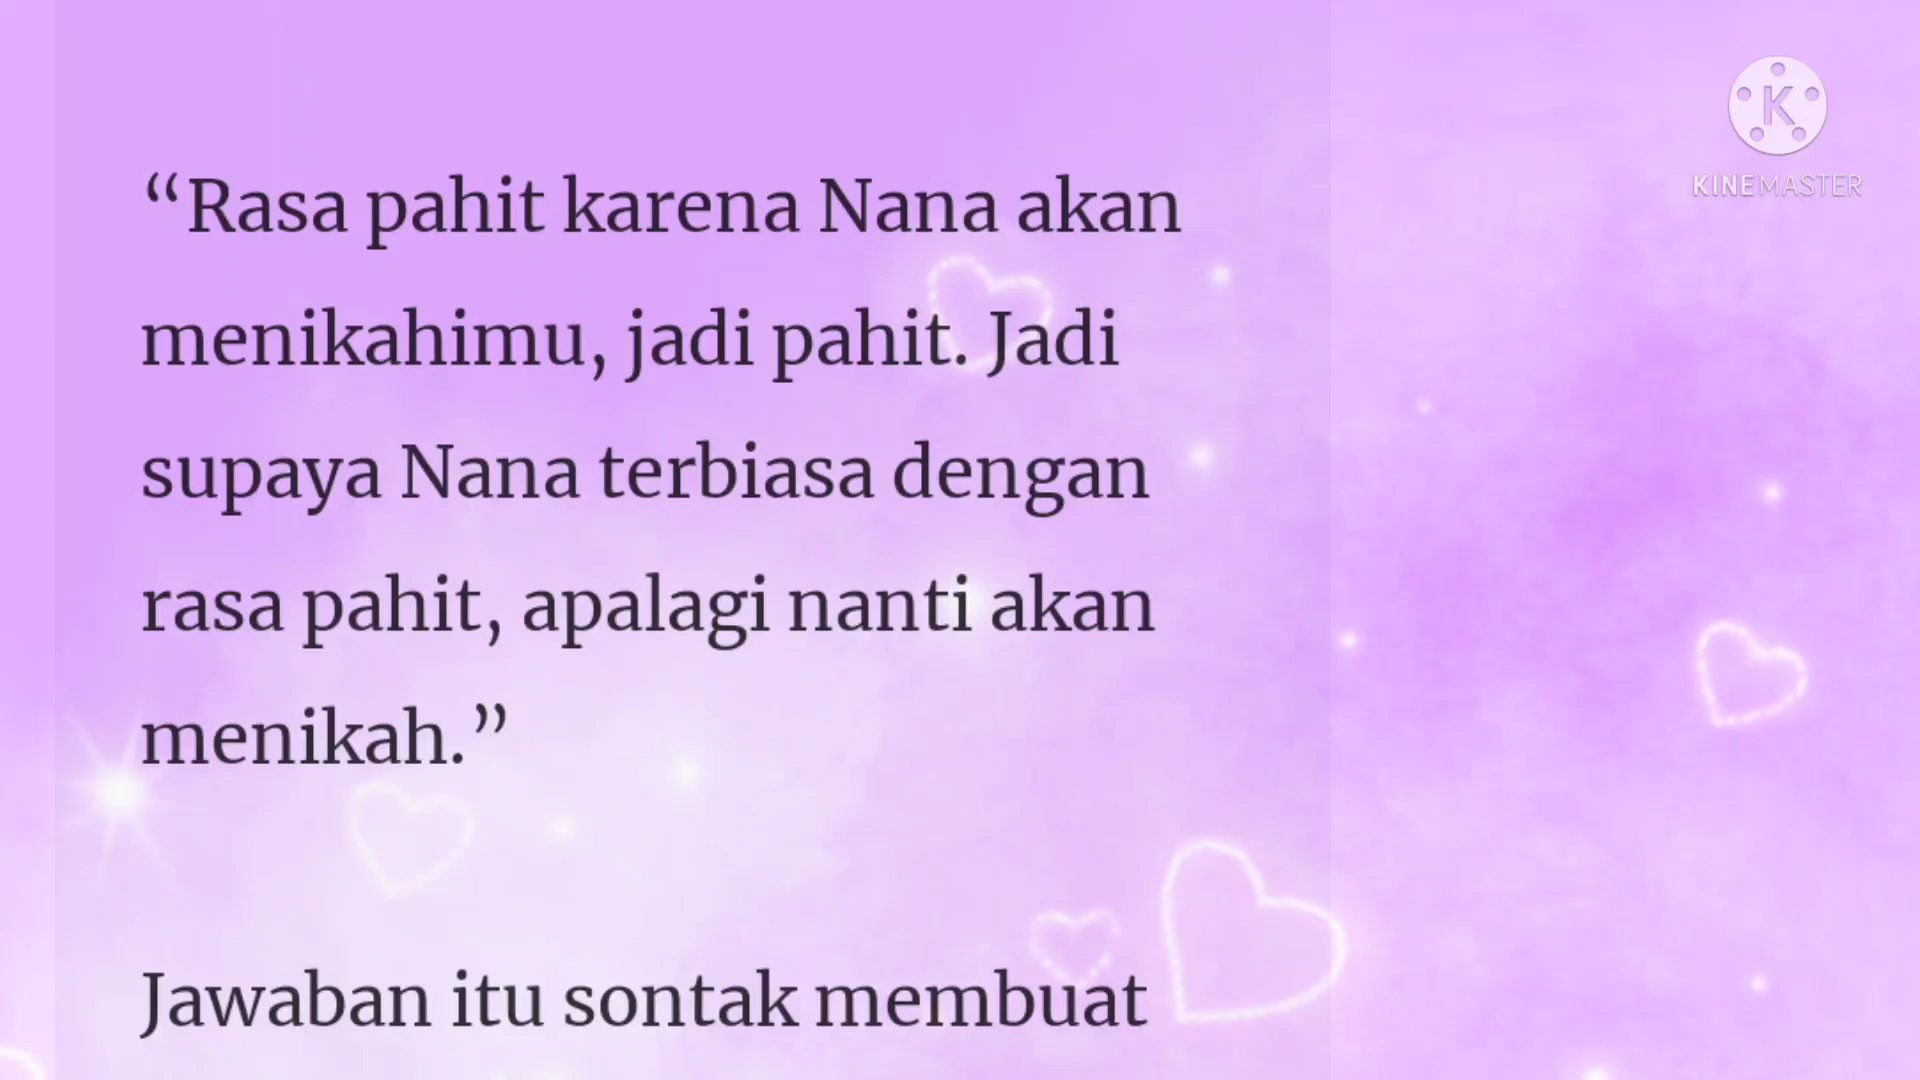 KINEMASTER
“Rasa pahit karena Nana akan
menikahimu, jadi pahit. Jadi
supaya Nana terbiasa dengan
rasa pahit, apalagi nanti akan
menikah.”
Jawaban itu sontak membuat